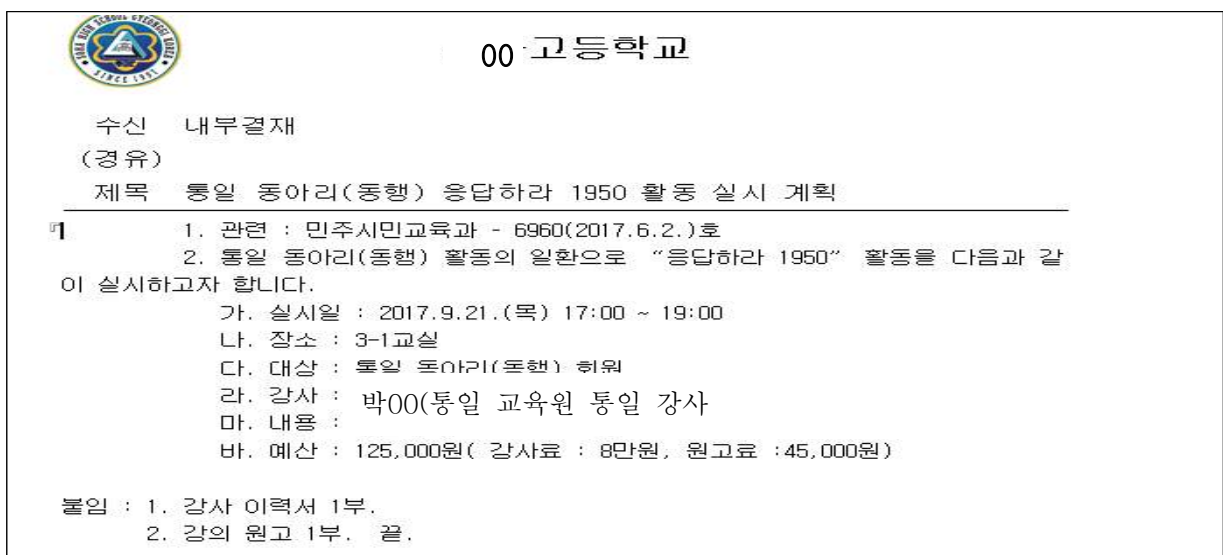 00 고등학교
수신 내부결재
(경유)
제목 통일 동아리(동행) 응답하라 1950 활동 실시 계획
1. 관련 : 민주시민교육과 - 6960(2017.6.2.)호
2. 통일 동아리(동행) 활동의 일환으로 “응답하라 1950” 활동을 다음과 같
이 실시하고자 합니다.
가. 실시일 : 2017.9.21.(목) 17:00 ~ 19:00
나. 장소 : 3-1교실
다. 대상 : 통일 동아리(동행) 회원
라. 강사 : 박00(통일 교육원 통일 강사
마. 내용 :
바. 예산 : 125,000원( 강사료 : 8만원, 원고료 :45,000원)
붙임 : 1. 강사 이력서 1부.
2. 강의 원고 1부. 끝.